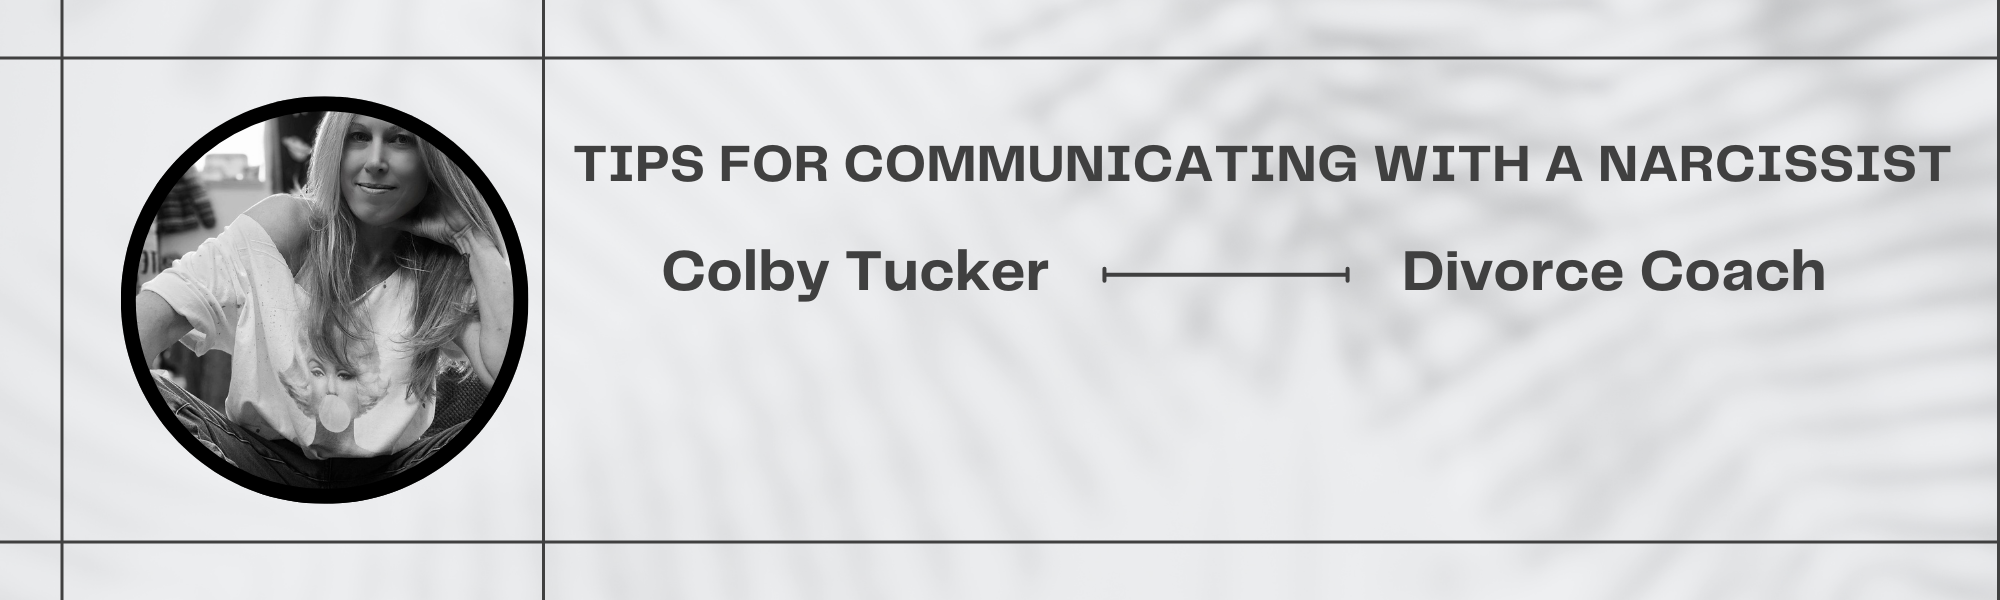 TIPS FOR COMMUNICATING WITH A NARCISSIST
Colby Tucker
Divorce Coach